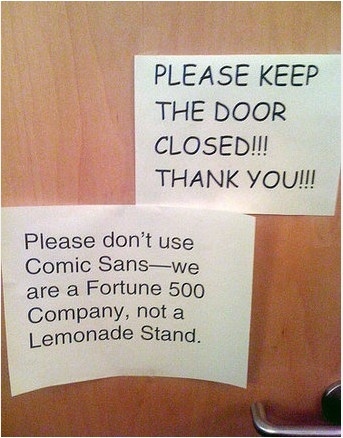 PLEASE KEEP
THE DOOR
CLOSED!!!
THANK YOU!!!
Please don't use
Comic Sans—we
are a Fortune 500
Company, not a
Lemonade Stand.